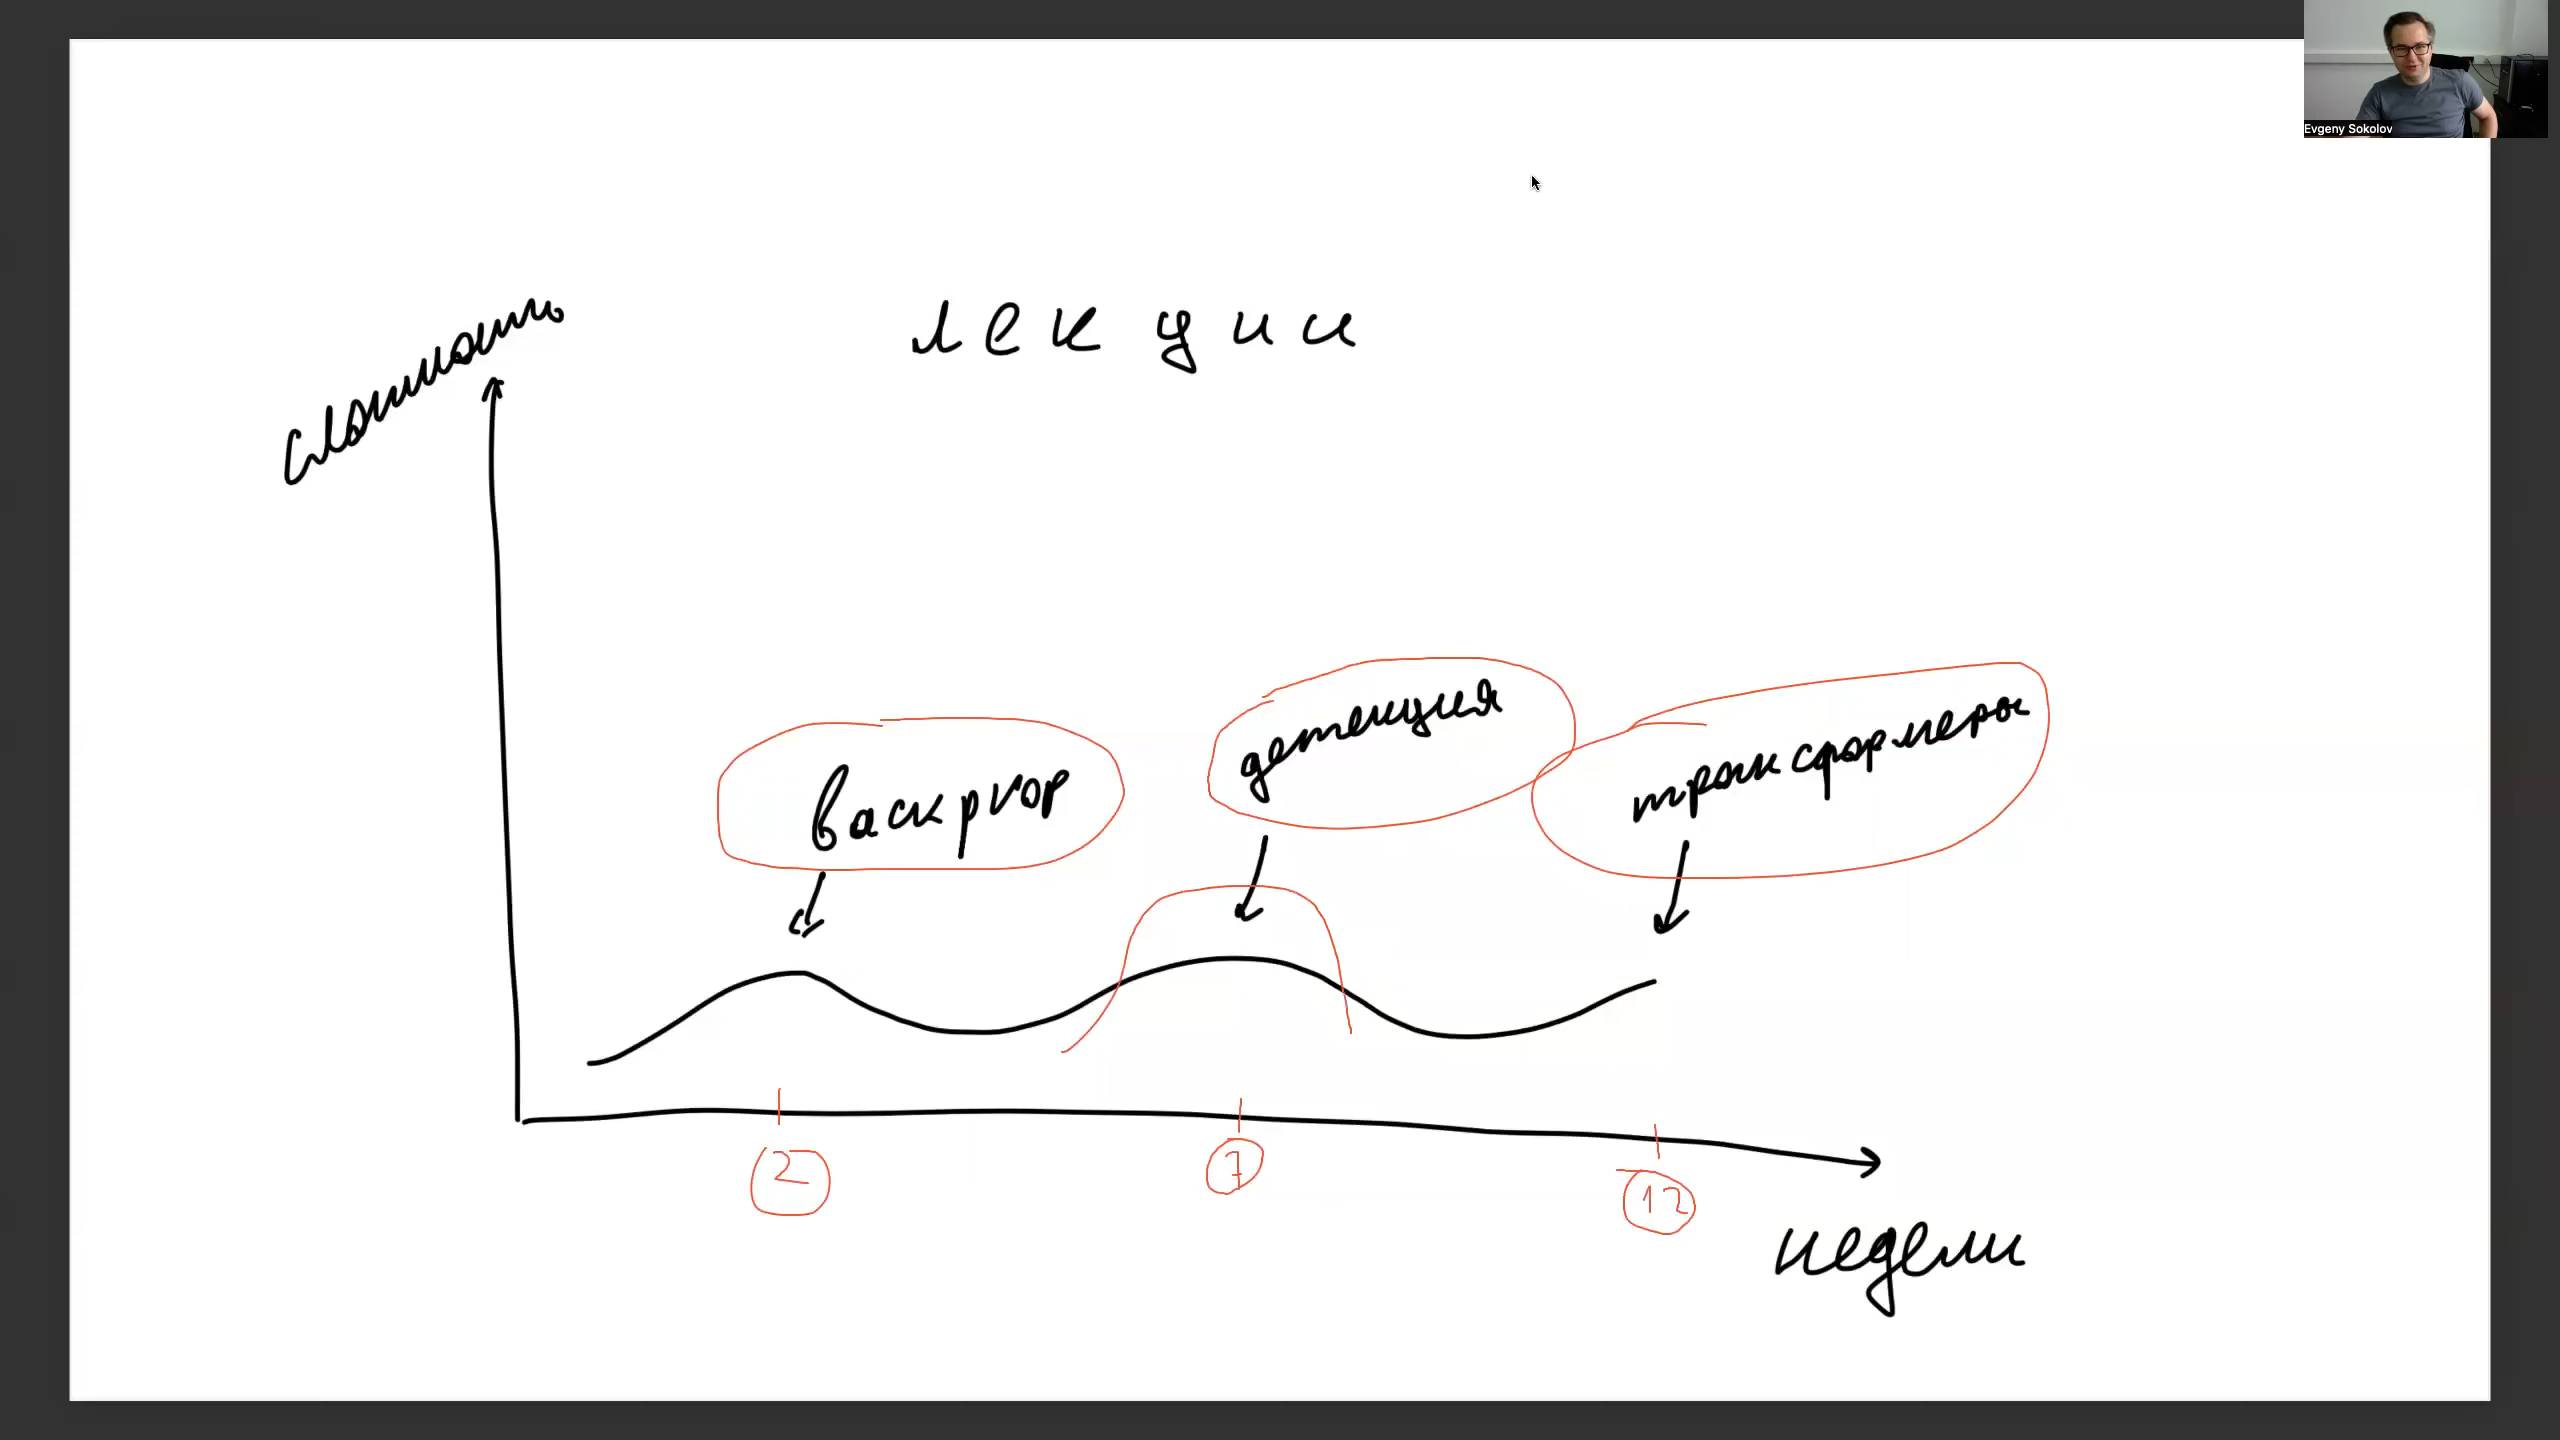 Evgeny Sokolov
лекции
сложность
backprop
детекция
трансформеры
2
7
12
недели